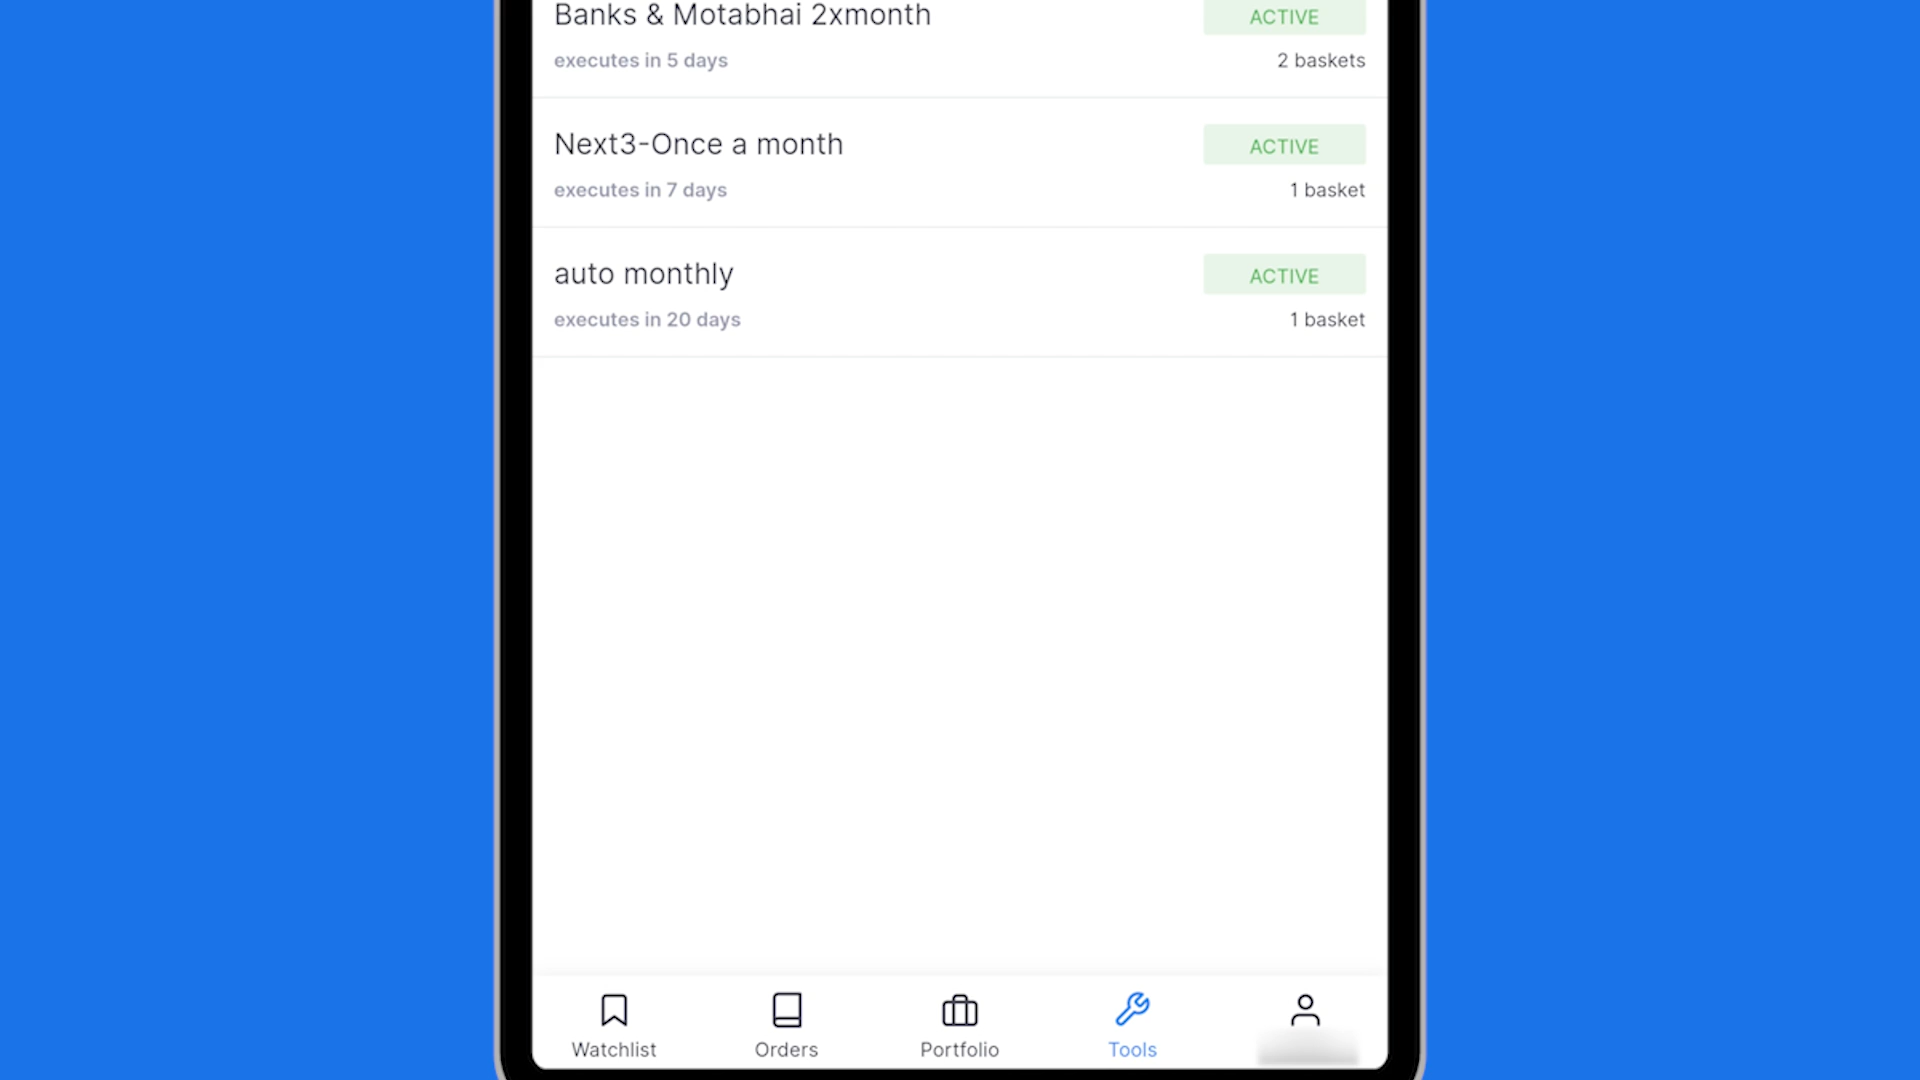 Banks & Motabhai 2xmonth
ACTIVE
executes in 5 days
2 baskets
Next3-Once a month
ACTIVE
executes in 7 days
1 basket
auto monthly
ACTIVE
executes in 20 days
1 basket
Watchlist
Orders
Portfolio
Tools